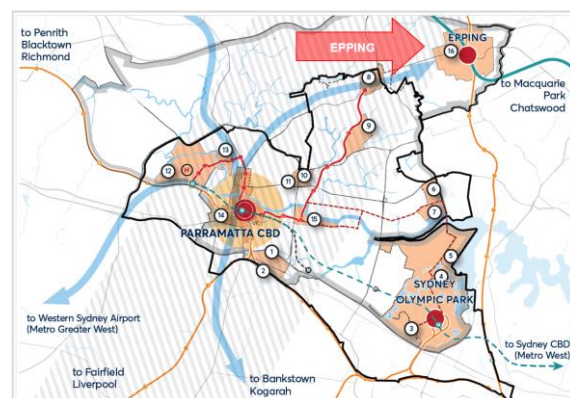 to Penrith
Blacktown
Richmond
EPPING
EPPING
16
8
to Macquarie
Park
Chatswood
9
13
12
H
11
10
6
7
14
15
PARRAMATTA CBD
1
2
5
4
SYDNEY
OLYMPIC PARK
3
to Western Sydney Airport
(Metro Greater West)
to Sydney CBD
(Metro West)
to Fairfield
Liverpool
to Bankstown
Kogarah